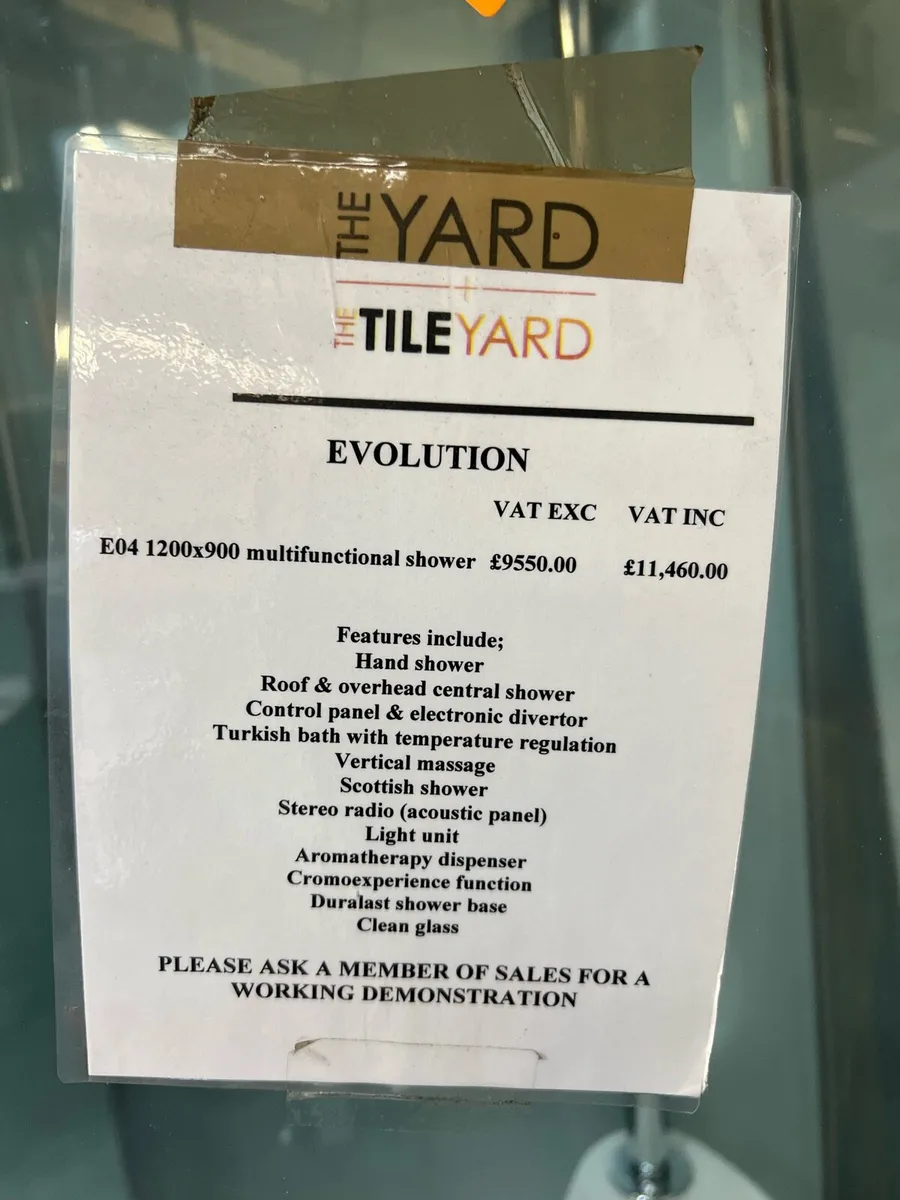 THE YARD
+
THE TILEYARD
EVOLUTION
VAT EXC VAT INC
E04 1200x900 multifunctional shower £9550.00 £11,460.00
Features include;
Hand shower
Roof & overhead central shower
Control panel & electronic divertor
Turkish bath with temperature regulation
Vertical massage
Scottish shower
Stereo radio (acoustic panel)
Light unit
Aromatherapy dispenser
Cromoexperience function
Duralast shower base
Clean glass
PLEASE ASK A MEMBER OF SALES FOR A
WORKING DEMONSTRATION